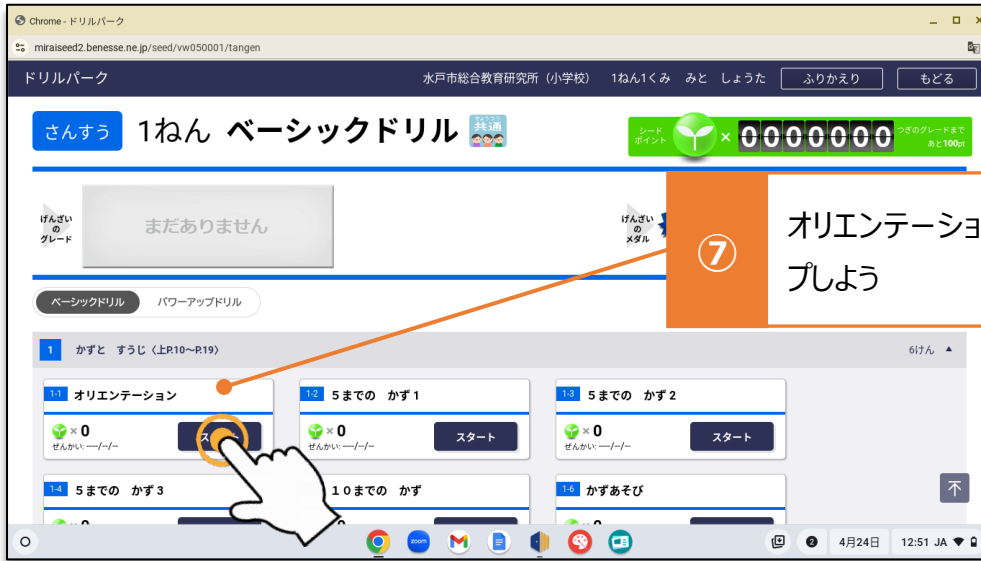 Chrome - ドリルパーク
miraiseed2.benesse.ne.jp/seed/vw050001/tangen
ドリルパーク
水戸市総合教育研究所（小学校） 1ねん1くみ みと しょうた
ふりかえり
もどる
さんすう 1ねん ベーシックドリル
きょうつう
共通
シード
ポイント
× 0000000
つぎのグレードまで
あと100pt
げんざい
の
グレード
まだありません
げんざい
の
メダル
⑦
オリエンテーショ
プしよう
ベーシックドリル パワーアップドリル
1 かずと すうじ〈上P.10～P.19〉
6けん ▲
1-1 オリエンテーション
× 0
ぜんかい: ----/--/--
ス
1-2 5までの かず1
× 0
ぜんかい: ----/--/--
スタート
1-3 5までの かず2
× 0
ぜんかい: ----/--/--
スタート
1-4 5までの かず3
10までの かず
1-6 かずあそび
zoom
2
4月24日
12:51 JA